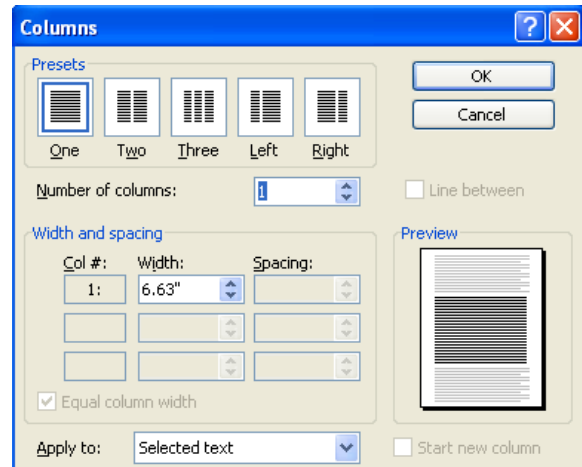 Columns
Presets
One Two Three Left Right
OK
Cancel
Number of columns: 1
Line between
Width and spacing
Col #: Width: Spacing:
1: 6.63"
Equal column width
Preview
Apply to: Selected text
Start new column